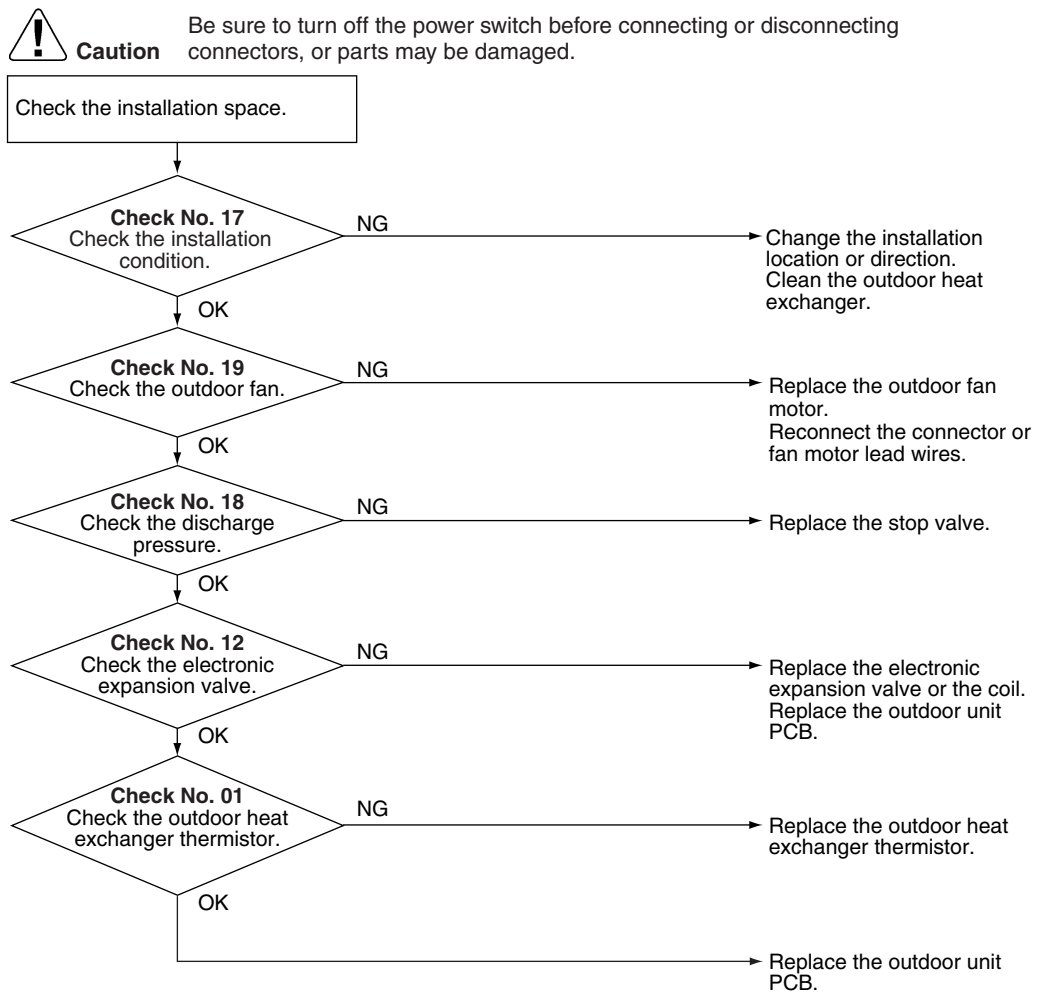 Be sure to turn off the power switch before connecting or disconnecting
Caution connectors, or parts may be damaged.
Check the installation space.
Check No. 17
Check the installation
condition.
NG
Change the installation
location or direction.
Clean the outdoor heat
exchanger.
OK
Check No. 19
Check the outdoor fan.
NG
Replace the outdoor fan
motor.
Reconnect the connector or
fan motor lead wires.
OK
Check No. 18
Check the discharge
pressure.
NG
Replace the stop valve.
OK
Check No. 12
Check the electronic
expansion valve.
NG
Replace the electronic
expansion valve or the coil.
Replace the outdoor unit
PCB.
OK
Check No. 01
Check the outdoor heat
exchanger thermistor.
NG
Replace the outdoor heat
exchanger thermistor.
OK
Replace the outdoor unit
PCB.